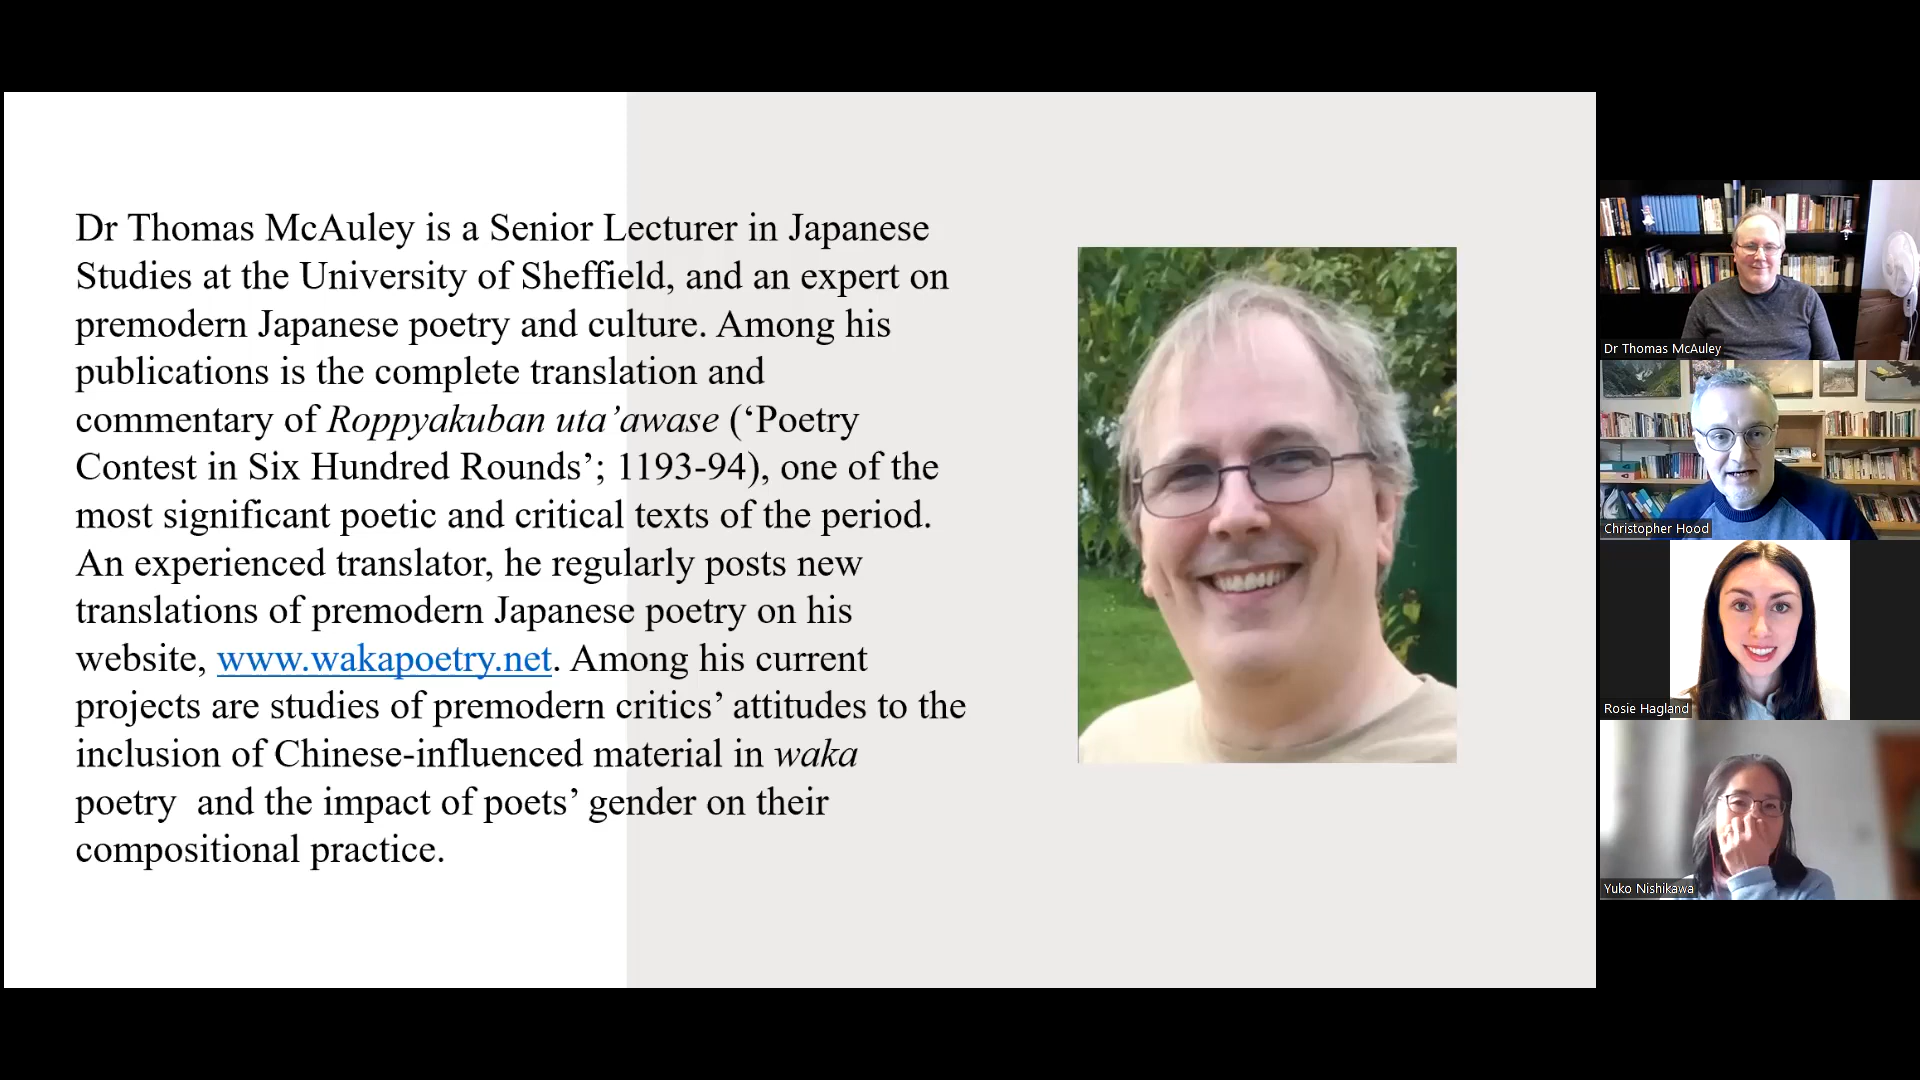 Dr Thomas McAuley is a Senior Lecturer in Japanese
Studies at the University of Sheffield, and an expert on
premodern Japanese poetry and culture. Among his
publications is the complete translation and
commentary of Roppyakuban uta’awase (‘Poetry
Contest in Six Hundred Rounds’; 1193-94), one of the
most significant poetic and critical texts of the period.
An experienced translator, he regularly posts new
translations of premodern Japanese poetry on his
website, www.wakapoetry.net. Among his current
projects are studies of premodern critics’ attitudes to the
inclusion of Chinese-influenced material in waka
poetry  and the impact of poets’ gender on their
compositional practice.
Dr Thomas McAuley
Christopher Hood
Rosie Hagland
Yuko Nishikawa